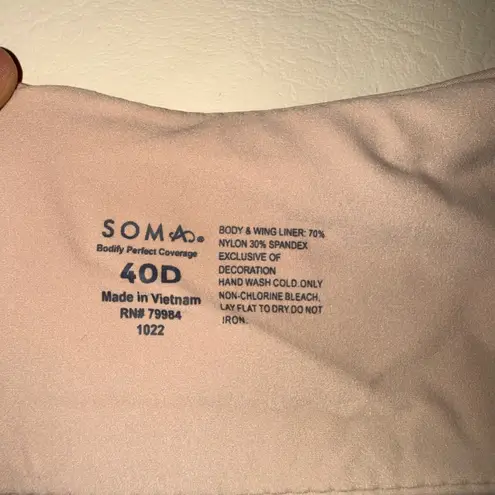 SOMA
Bodify Perfect Coverage
40D
Made in Vietnam
RN# 79984
1022
BODY & WING LINER: 70%
NYLON 30% SPANDEX
EXCLUSIVE OF
DECORATION
HAND WASH COLD.ONLY
NON-CHLORINE BLEACH.
LAY FLAT TO DRY.DO NOT
IRON.